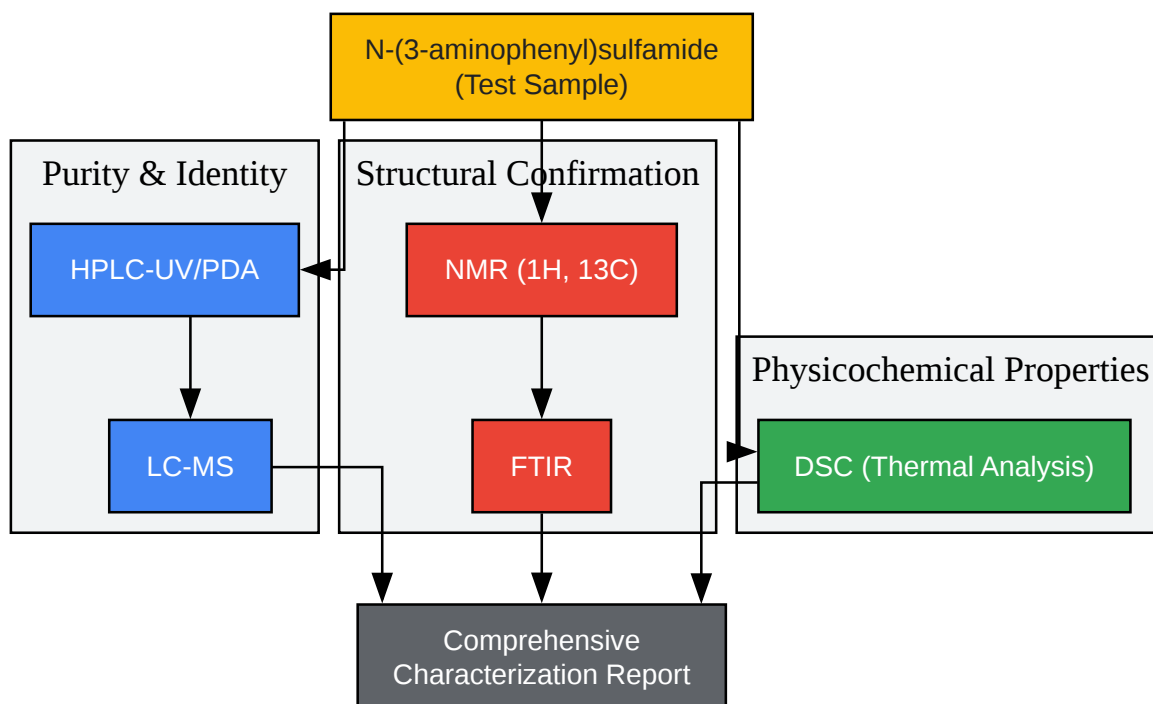 N-(3-aminophenyl)sulfamide
(Test Sample)
Purity & Identity
Structural Confirmation
HPLC-UV/PDA
NMR (1H, 13C)
Physicochemical Properties
LC-MS
FTIR
DSC (Thermal Analysis)
Comprehensive
Characterization Report